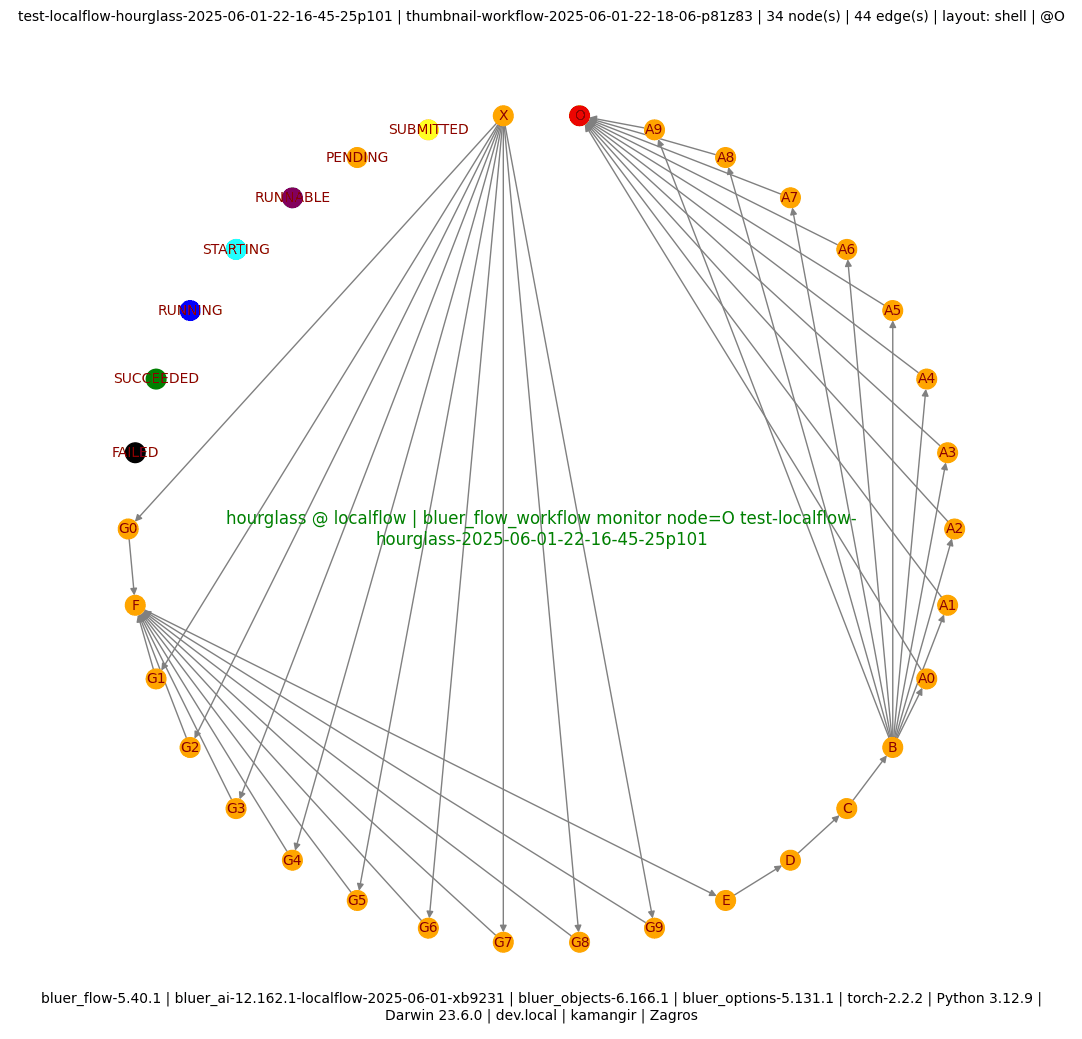 test-localflow-hourglass-2025-06-01-22-16-45-25p101 | thumbnail-workflow-2025-06-01-22-18-06-p81z83 | 34 node(s) | 44 edge(s) | layout: shell | @O
X
O
SUBMITTED
A9
PENDING
A8
RUNNABLE
A7
STARTING
A6
RUNNING
A5
SUCCEEDED
A4
FAILED
A3
hourglass @ localflow | bluer_flow_workflow monitor node=O test-localflow-
hourglass-2025-06-01-22-16-45-25p101
G0
A2
F
A1
G1
A0
G2
B
G3
C
G4
D
G5
E
G6
G9
G7
G8
bluer_flow-5.40.1 | bluer_ai-12.162.1-localflow-2025-06-01-xb9231 | bluer_objects-6.166.1 | bluer_options-5.131.1 | torch-2.2.2 | Python 3.12.9 |
Darwin 23.6.0 | dev.local | kamangir | Zagros